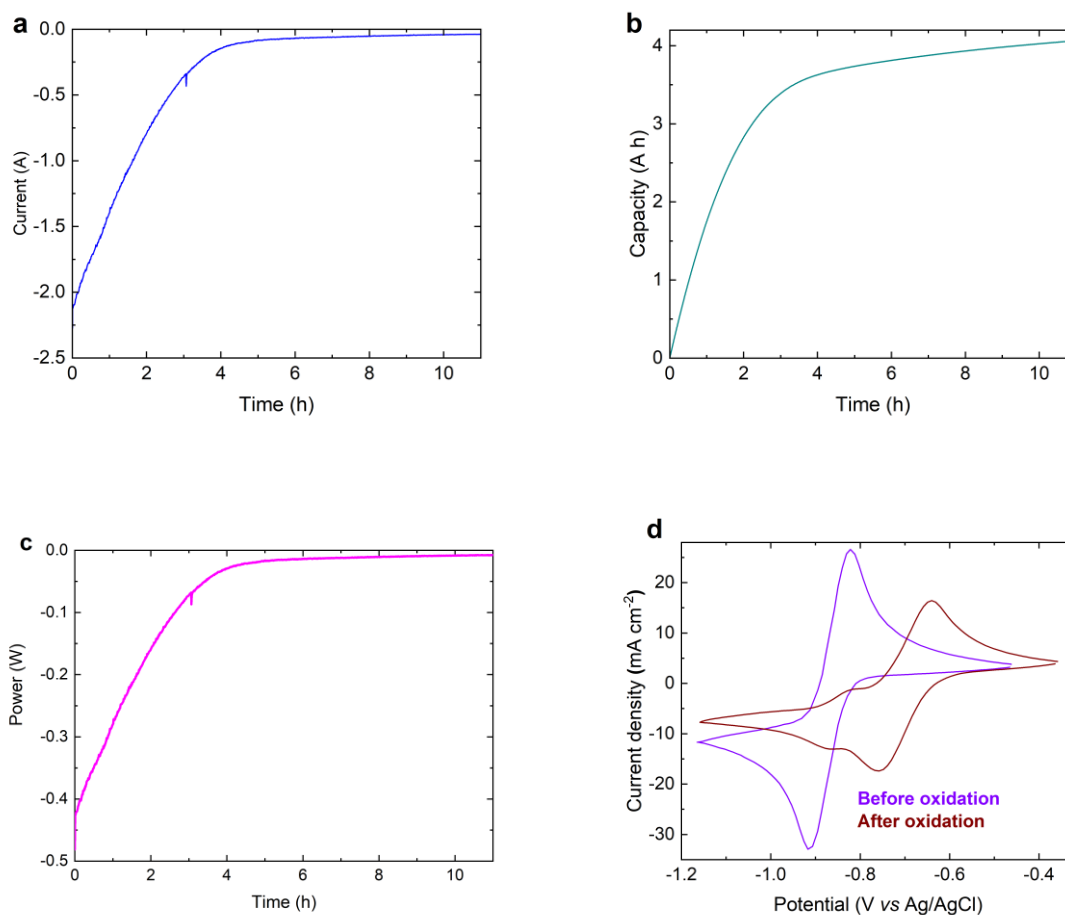 a
0.0
-0.5
-1.0
-1.5
-2.0
-2.5
Current (A)
0 2 4 6 8 10
Time (h)
b
4
3
2
1
0
Capacity (A h)
0 2 4 6 8 10
Time (h)
c
0.0
-0.1
-0.2
-0.3
-0.4
-0.5
Power (W)
0 2 4 6 8 10
Time (h)
d
20
10
0
-10
-20
-30
Current density (mA cm⁻²)
Before oxidation
After oxidation
-1.2 -1.0 -0.8 -0.6 -0.4
Potential (V vs Ag/AgCl)